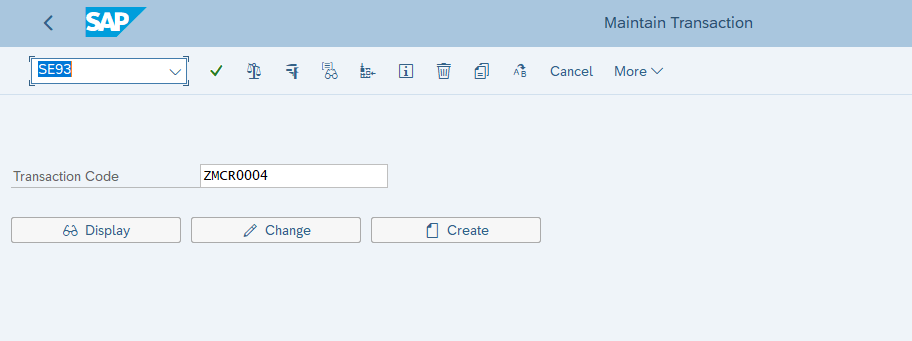 SAP
Maintain Transaction
SE93
Cancel
More
Transaction Code
ZMCR0004
Display
Change
Create